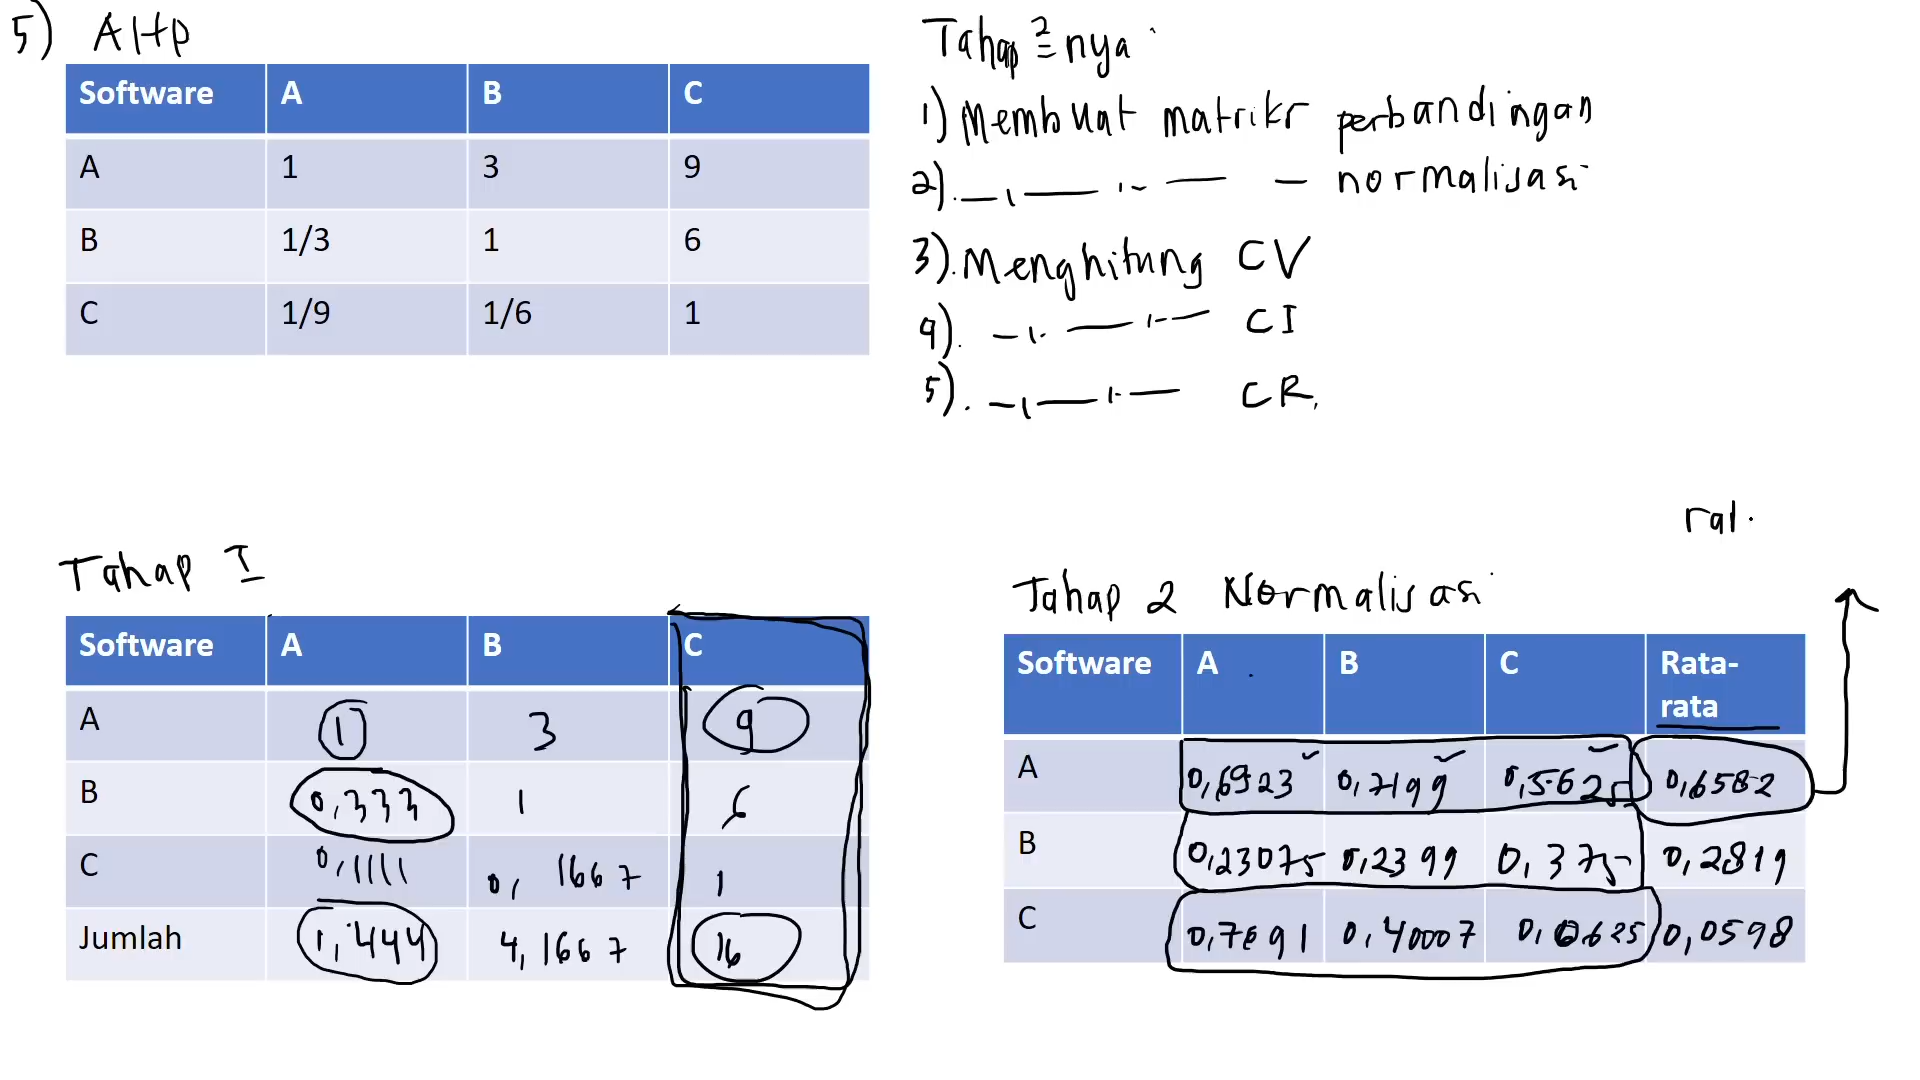 5) AHp
Software A B C
A 1 3 9
B 1/3 1 6
C 1/9 1/6 1
Tahap ² nya
1) Membuat matriks perbandingan
2). normalisasi
3). Menghitung CV
4). CI
5). CR
Tahap I
Software A B C
A 1 3 9
B 0,333 1 6
C 0,1111 0,1667 1
Jumlah 1,444 4,1667 16
rat.
Tahap 2 Normalisasi
Software A B C Rata-
rata
A 0,6923 0,7199 0,5625 0,6582
B 0,23075 0,2399 0,375 0,2819
C 0,7691 0,40007 0,0625 0,0598